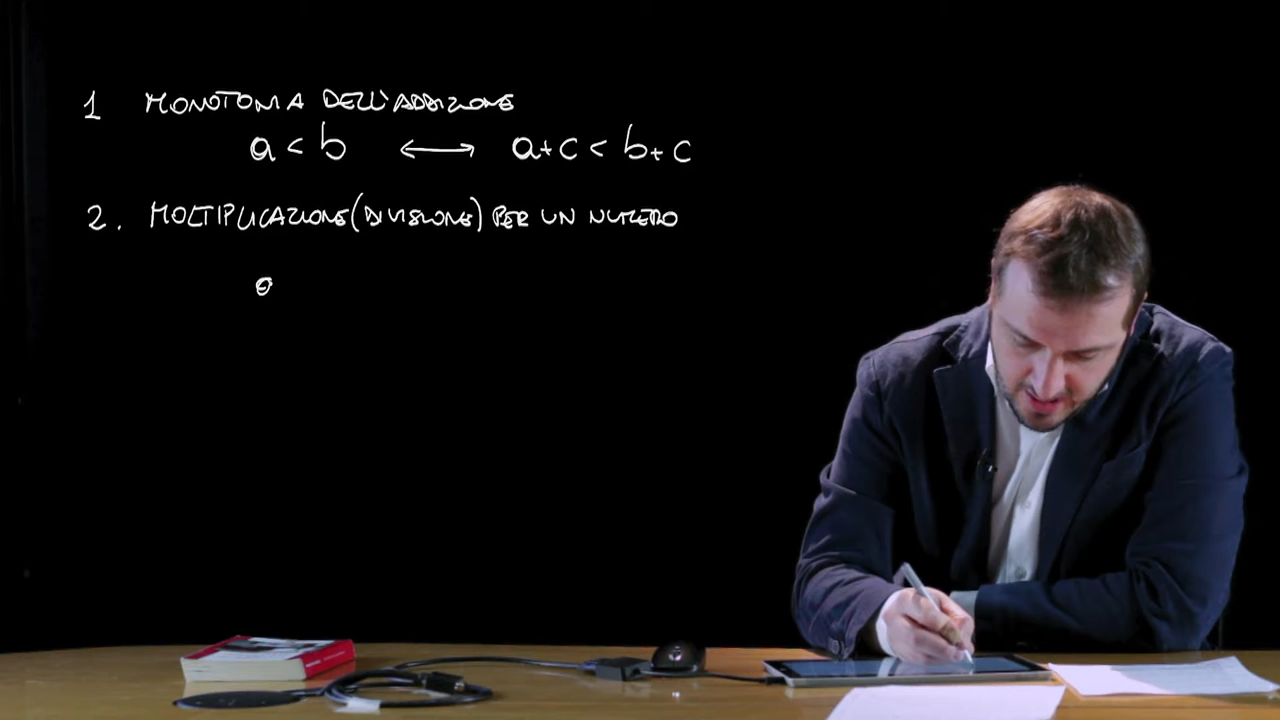 1 MONOTONIA DELL'ADDIZIONE
a < b ⟷ a+c < b+c
2. MOLTIPLICAZIONE (DIVISIONE) PER UN NUMERO